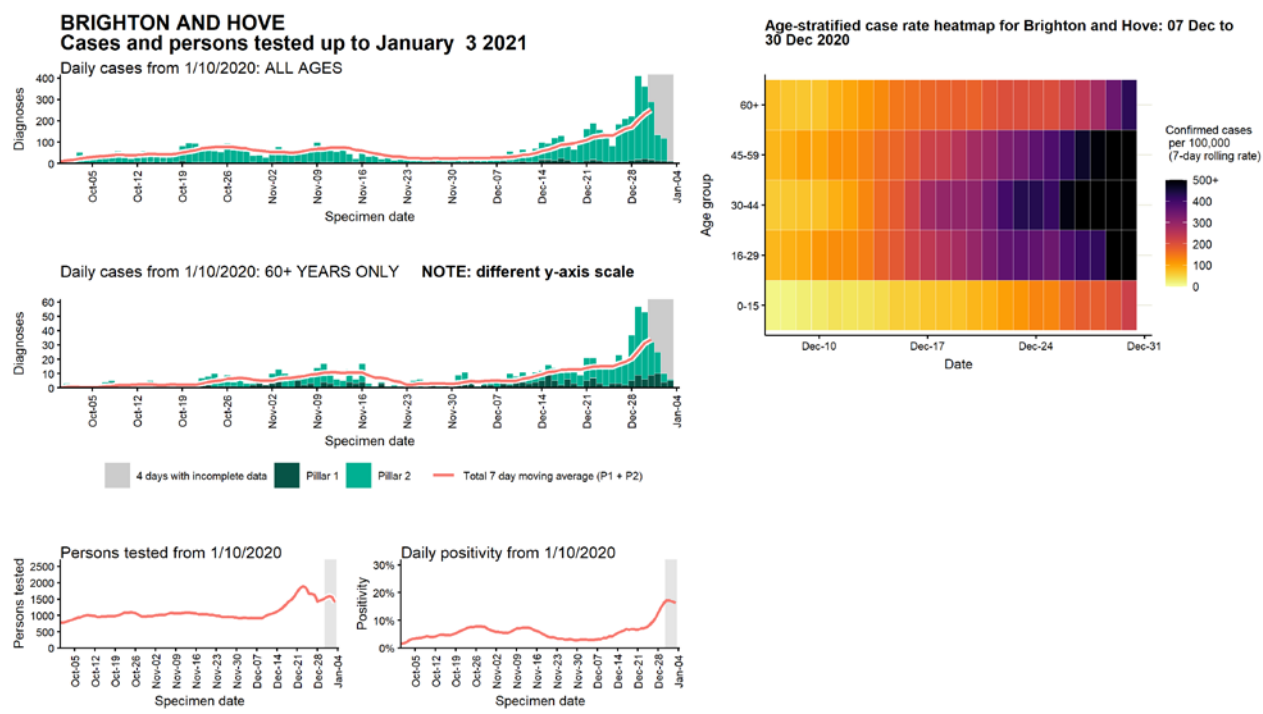 BRIGHTON AND HOVE
Cases and persons tested up to January 3 2021
Daily cases from 1/10/2020: ALL AGES
Diagnoses
400
300
200
100
0
Oct-05 Oct-12 Oct-19 Oct-26 Nov-02 Nov-09 Nov-16 Nov-23 Nov-30 Dec-07 Dec-14 Dec-21 Dec-28 Jan-04
Specimen date
Daily cases from 1/10/2020: 60+ YEARS ONLY NOTE: different y-axis scale
Diagnoses
60
50
40
30
20
10
0
Oct-05 Oct-12 Oct-19 Oct-26 Nov-02 Nov-09 Nov-16 Nov-23 Nov-30 Dec-07 Dec-14 Dec-21 Dec-28 Jan-04
Specimen date
4 days with incomplete data Pillar 1 Pillar 2 Total 7 day moving average (P1 + P2)
Persons tested from 1/10/2020
Persons tested
2500
2000
1500
1000
500
0
Oct-05 Oct-12 Oct-19 Oct-26 Nov-02 Nov-09 Nov-16 Nov-23 Nov-30 Dec-07 Dec-14 Dec-21 Dec-28 Jan-04
Specimen date
Daily positivity from 1/10/2020
Positivity
30%
20%
10%
0%
Oct-05 Oct-12 Oct-19 Oct-26 Nov-02 Nov-09 Nov-16 Nov-23 Nov-30 Dec-07 Dec-14 Dec-21 Dec-28 Jan-04
Specimen date
Age-stratified case rate heatmap for Brighton and Hove: 07 Dec to
30 Dec 2020
Age group
60+
45-59
30-44
16-29
0-15
Dec-10 Dec-17 Dec-24 Dec-31
Date
Confirmed cases
per 100,000
(7-day rolling rate)
500+
400
300
200
100
0